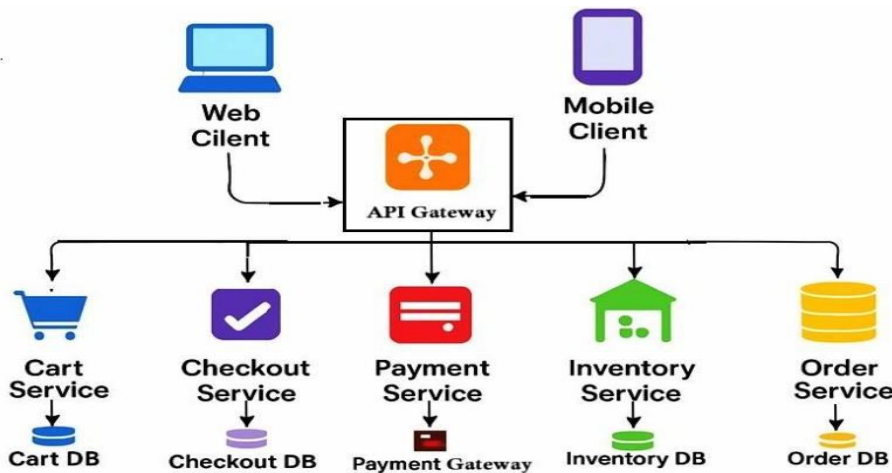 Web
Cilent
Mobile
Client
API Gateway
Cart
Service
Checkout
Service
Payment
Service
Inventory
Service
Order
Service
Cart DB
Checkout DB
Payment Gateway
Inventory DB
Order DB